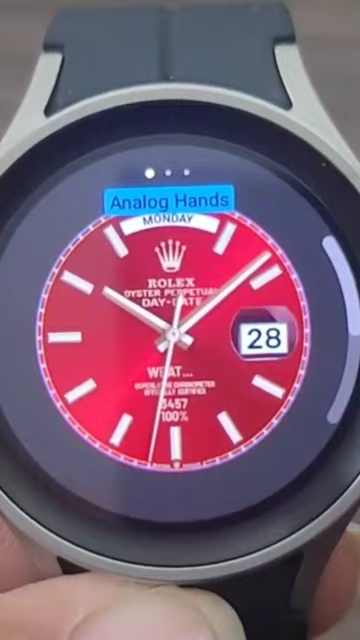 Analog Hands
MONDAY
ROLEX
OYSTER PERPETUAL
DAY-DATE
28
WEAT...
SUPERLATIVE CHRONOMETER
OFFICIALLY CERTIFIED
3457
100%